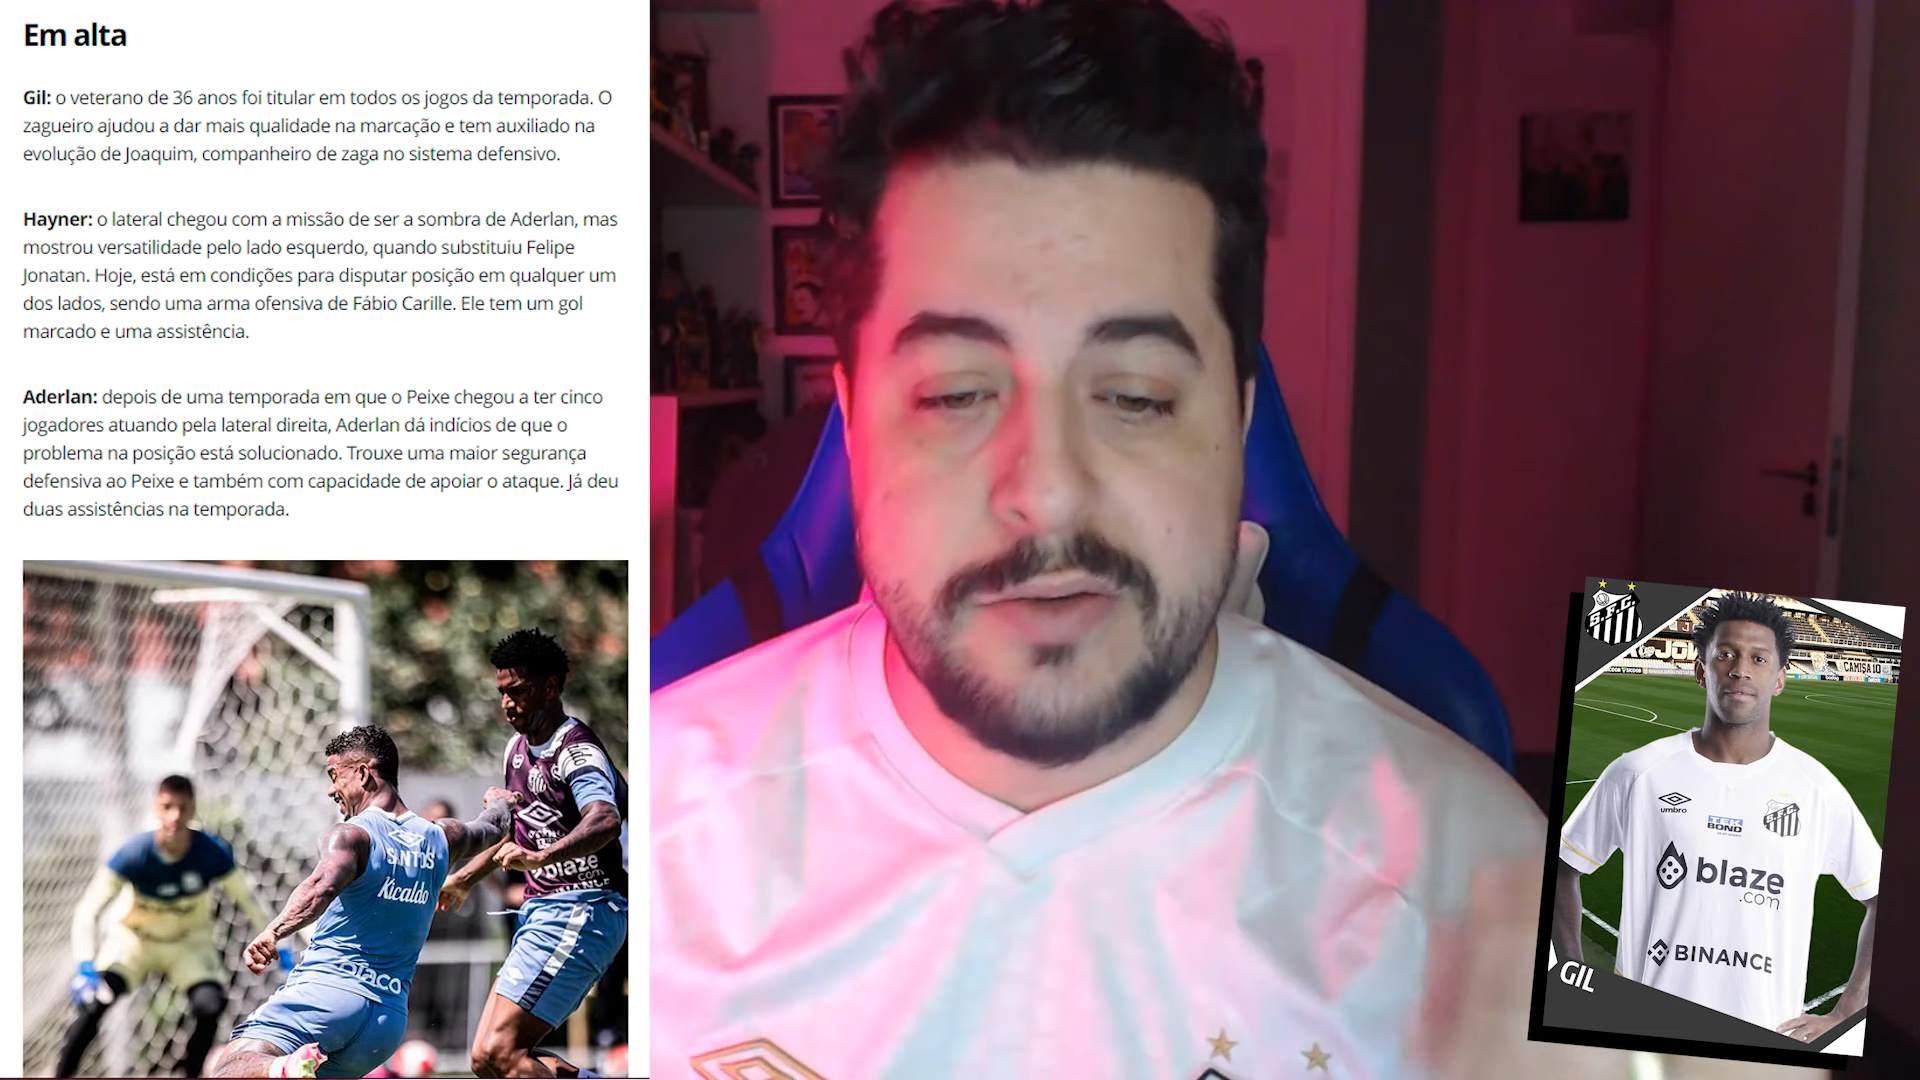 Em alta
Gil: o veterano de 36 anos foi titular em todos os jogos da temporada. O
zagueiro ajudou a dar mais qualidade na marcação e tem auxiliado na
evolução de Joaquim, companheiro de zaga no sistema defensivo.
Hayner: o lateral chegou com a missão de ser a sombra de Aderlan, mas
mostrou versatilidade pelo lado esquerdo, quando substituiu Felipe
Jonatan. Hoje, está em condições para disputar posição em qualquer um
dos lados, sendo uma arma ofensiva de Fábio Carille. Ele tem um gol
marcado e uma assistência.
Aderlan: depois de uma temporada em que o Peixe chegou a ter cinco
jogadores atuando pela lateral direita, Aderlan dá indícios de que o
problema na posição está solucionado. Trouxe uma maior segurança
defensiva ao Peixe e também com capacidade de apoiar o ataque. Já deu
duas assistências na temporada.
SANTOS
Kicaldo
blaze
.com
BINANCE
S.F.C.
CAMISA 10
umbro
TEK
BOND
S.F.C.
blaze
.com
BINANCE
GIL